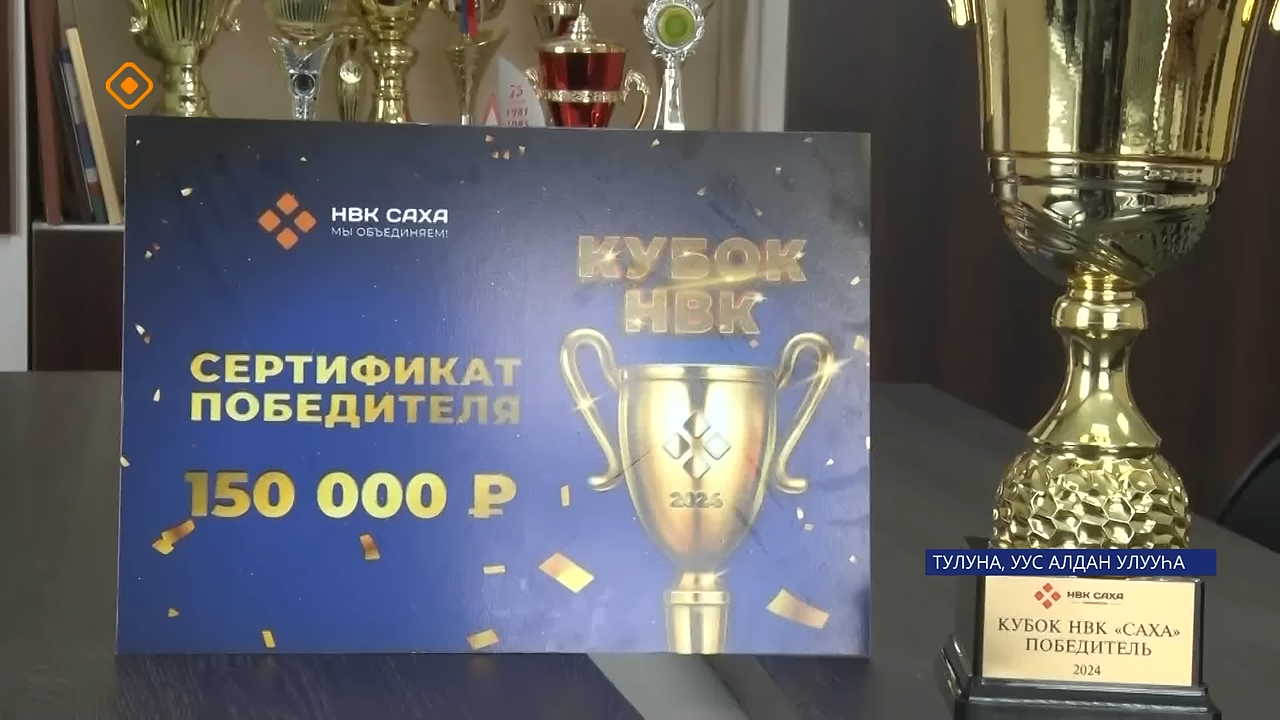 75
НВК САХА
МЫ ОБЪЕДИНЯЕМ!
КУБОК
НВК
СЕРТИФИКАТ
ПОБЕДИТЕЛЯ
150 000 ₽
2024
ТУЛУНА, УУС АЛДАН УЛУУҺА
НВК САХА
КУБОК НВК «САХА»
ПОБЕДИТЕЛЬ
2024